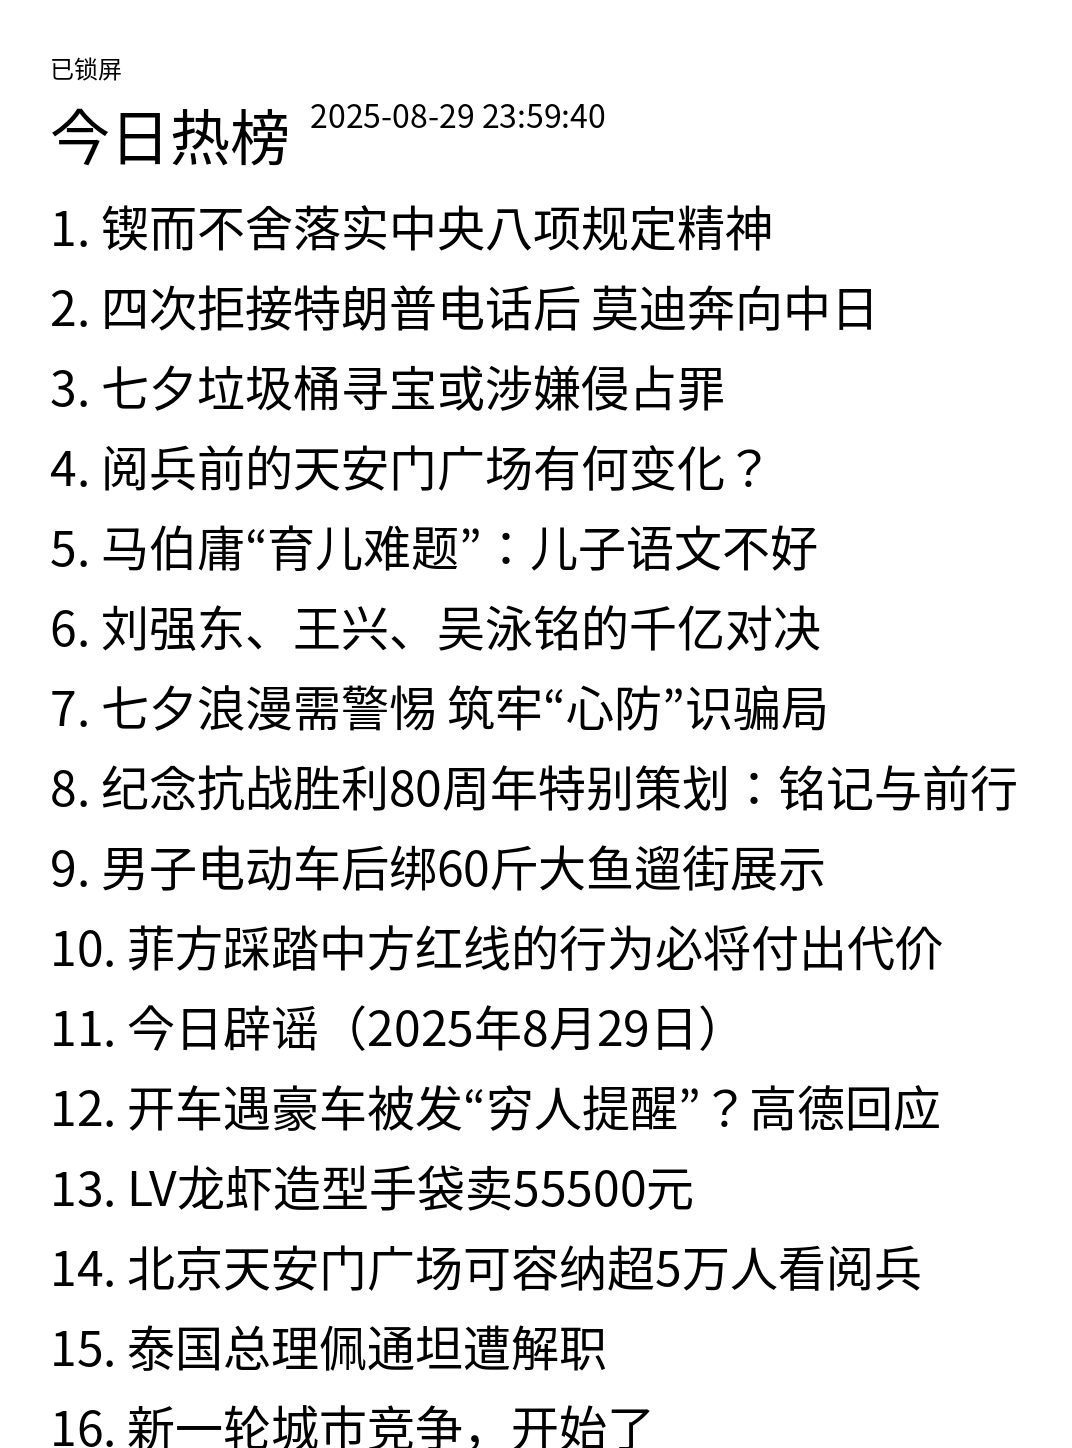 已锁屏
今日热榜 2025-08-29 23:59:40
1. 锲而不舍落实中央八项规定精神
2. 四次拒接特朗普电话后 莫迪奔向中日
3. 七夕垃圾桶寻宝或涉嫌侵占罪
4. 阅兵前的天安门广场有何变化？
5. 马伯庸“育儿难题”：儿子语文不好
6. 刘强东、王兴、吴泳铭的千亿对决
7. 七夕浪漫需警惕 筑牢“心防”识骗局
8. 纪念抗战胜利80周年特别策划：铭记与前行
9. 男子电动车后绑60斤大鱼遛街展示
10. 菲方踩踏中方红线的行为必将付出代价
11. 今日辟谣（2025年8月29日）
12. 开车遇豪车被发“穷人提醒”？高德回应
13. LV龙虾造型手袋卖55500元
14. 北京天安门广场可容纳超5万人看阅兵
15. 泰国总理佩通坦遭解职
16. 新一轮城市竞争，开始了